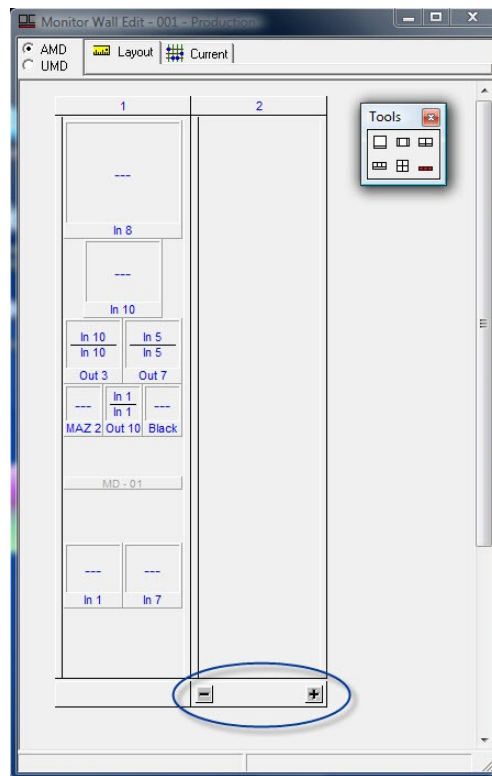 Monitor Wall Edit - 001 - Production
AMD
UMD
Layout
Current
1 2
Tools
---
In 8
---
In 10
In 10 In 5
In 10 In 5
Out 3 Out 7
--- In 1 ---
In 1
MAZ 2 Out 10 Black
MD - 01
--- ---
In 1 In 7